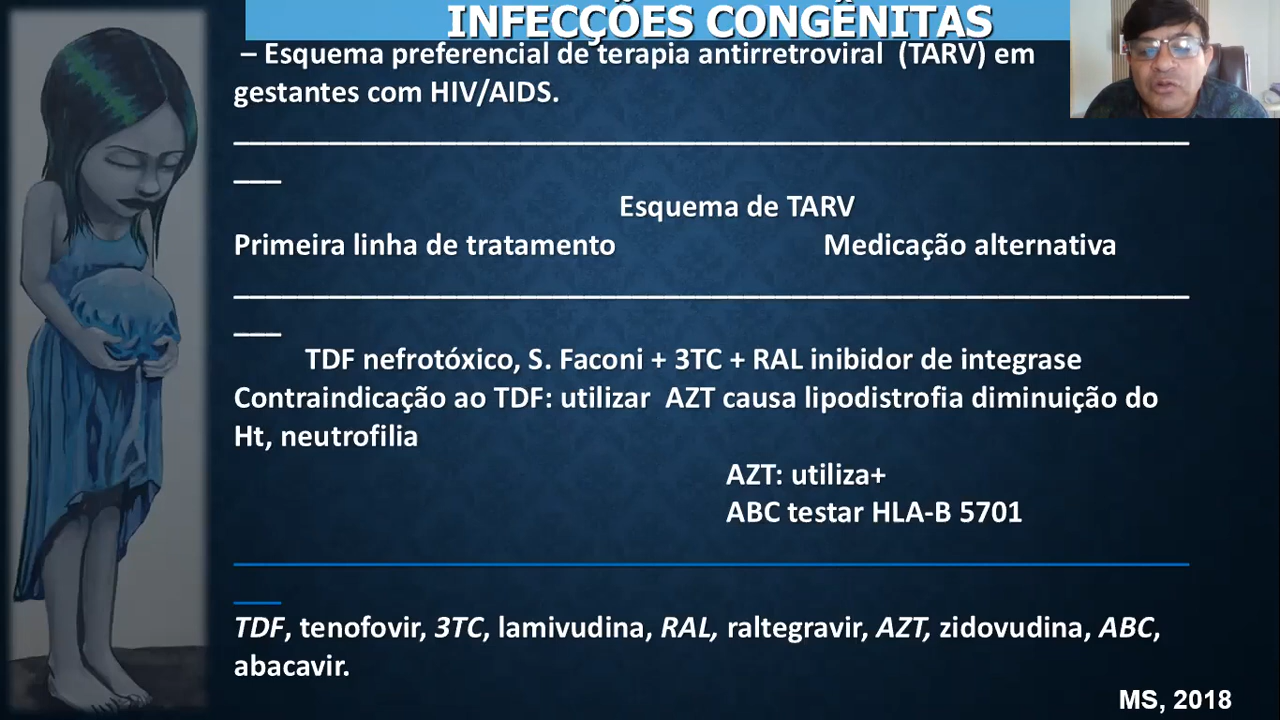 INFECÇÕES CONGÊNITAS
– Esquema preferencial de terapia antirretroviral (TARV) em
gestantes com HIV/AIDS.
Esquema de TARV
Primeira linha de tratamento Medicação alternativa
TDF nefrotóxico, S. Faconi + 3TC + RAL inibidor de integrase
Contraindicação ao TDF: utilizar AZT causa lipodistrofia diminuição do
Ht, neutrofilia
AZT: utiliza+
ABC testar HLA-B 5701
TDF, tenofovir, 3TC, lamivudina, RAL, raltegravir, AZT, zidovudina, ABC,
abacavir.
MS, 2018